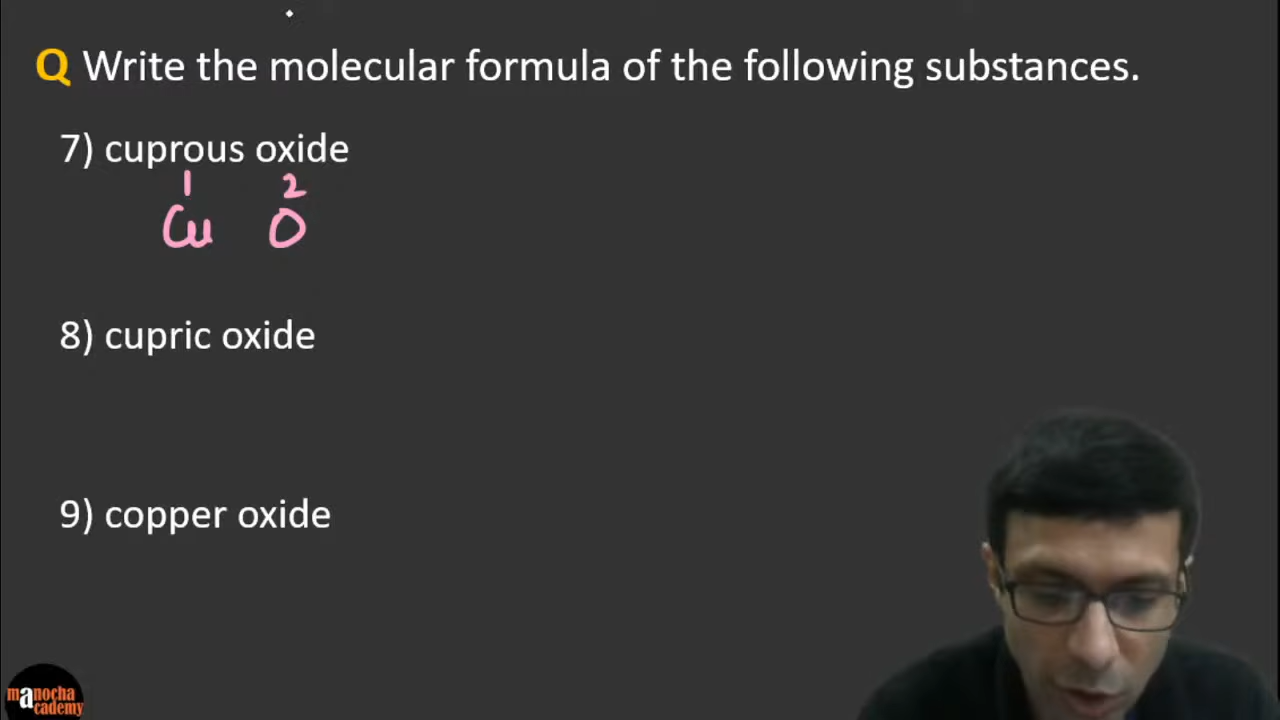 Q Write the molecular formula of the following substances.
7) cuprous oxide
1 2
Cu O
8) cupric oxide
9) copper oxide
manocha
academy